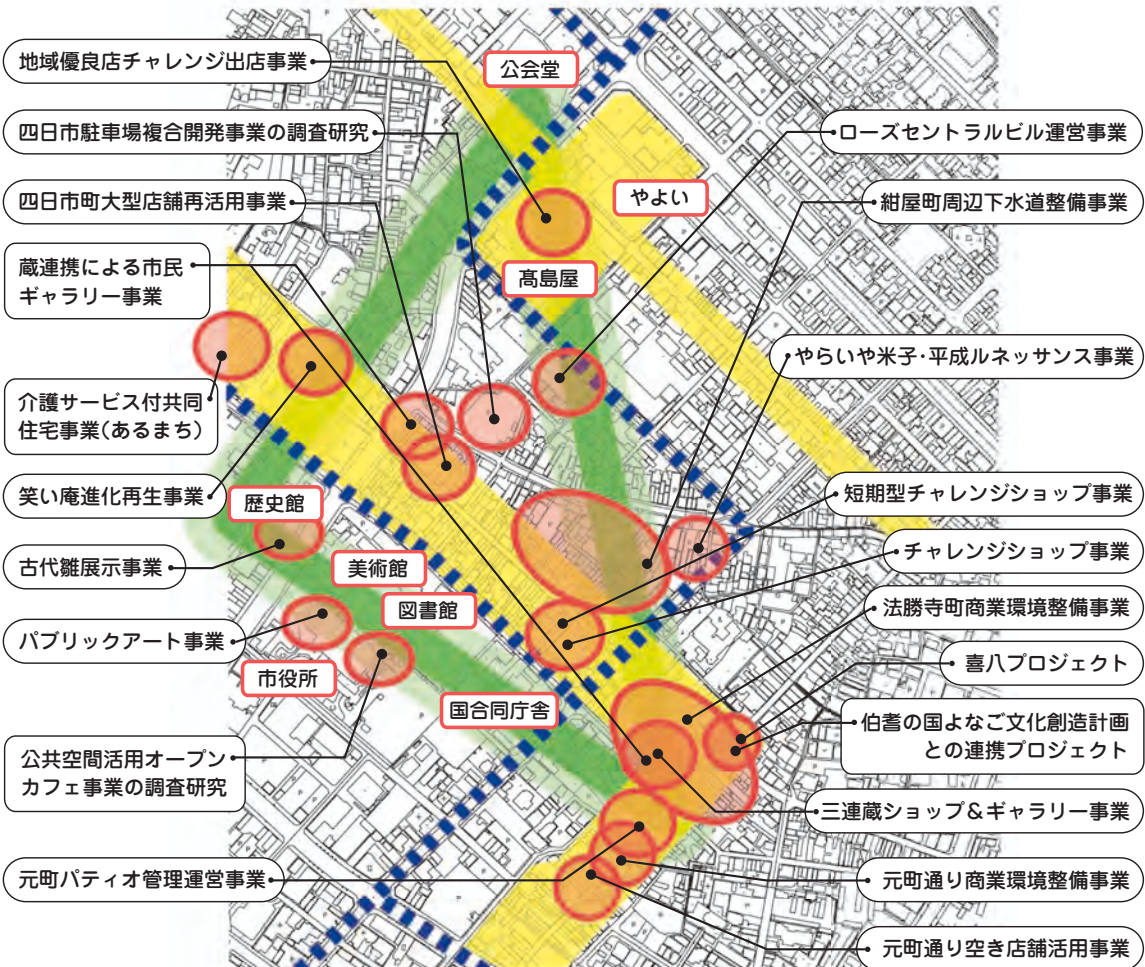 地域優良店チャレンジ出店事業
四日市駐車場複合開発事業の調査研究
四日市町大型店舗再活用事業
蔵連携による市民
ギャラリー事業
介護サービス付共同
住宅事業(あるまち)
笑い庵進化再生事業
古代雛展示事業
パブリックアート事業
公共空間活用オープン
カフェ事業の調査研究
元町パティオ管理運営事業
公会堂
やよい
髙島屋
歴史館
美術館
図書館
市役所
国合同庁舎
ローズセントラルビル運営事業
紺屋町周辺下水道整備事業
やらいや米子・平成ルネッサンス事業
短期型チャレンジショップ事業
チャレンジショップ事業
法勝寺町商業環境整備事業
喜八プロジェクト
伯耆の国よなご文化創造計画
との連携プロジェクト
三連蔵ショップ&ギャラリー事業
元町通り商業環境整備事業
元町通り空き店舗活用事業